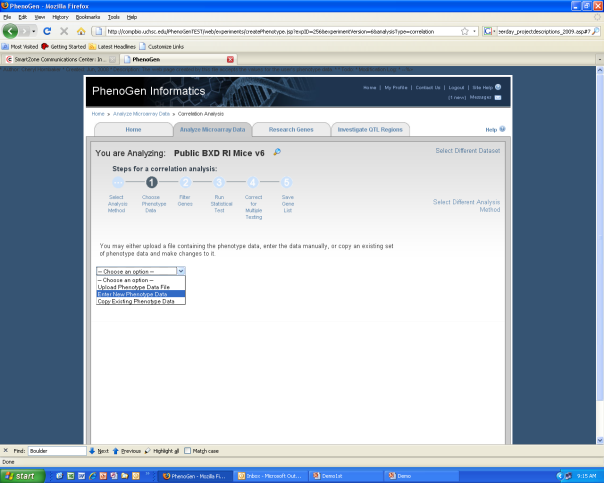 PhenoGen - Mozilla Firefox
File Edit View History Bookmarks Tools Help
http://compbio.uchsc.edu/PhenoGenTEST/web/experiments/createPhenotype.jsp?expID=256&experimentVersion=6&analysisType=correlation
eerday_projectdescriptions_2009.asp#7
Most Visited Getting Started Latest Headlines Customize Links
SmartZone Communications Center: In... PhenoGen
PhenoGen Informatics
Home | My Profile | Contact Us | Logout | Site Help
Messages
Home » Analyze Microarray Data » Correlation Analysis
Home Analyze Microarray Data Research Genes Investigate QTL Regions Help
You are Analyzing: Public BXD RI Mice v6
Select Different Dataset
Steps for a correlation analysis:
1 2 3 4 5
Select Analysis Method
Choose Phenotype Data
Filter Genes
Run Statistical Test
Correct for Multiple Testing
Save Gene List
Select Different Analysis
Method
You may either upload a file containing the phenotype data, enter the data manually, or copy an existing set
of phenotype data and make changes to it.
-- Choose an option --
-- Choose an option --
Upload Phenotype Data File
Enter New Phenotype Data
Copy Existing Phenotype Data
Find: Boulder Next Previous Highlight all Match case
Done
start PhenoGen - Mozilla Fi... Inbox - Microsoft Out... Demo1st Demo 9:15 AM